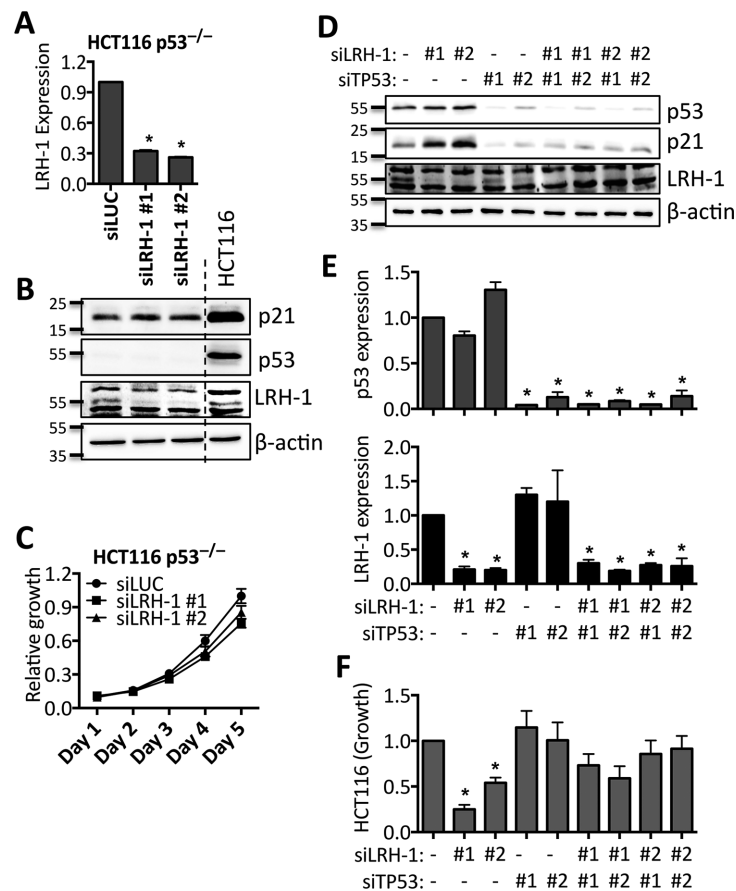 A
HCT116 p53–/–
LRH-1 Expression
1.2
0.9
0.6
0.3
0.0
*
*
siLUC
siLRH-1 #1
siLRH-1 #2
HCT116
B
25
15
p21
55
p53
55
LRH-1
55
35
β-actin
C
HCT116 p53–/–
Relative growth
1.2
0.9
0.6
0.3
0.0
siLUC
siLRH-1 #1
siLRH-1 #2
Day 1
Day 2
Day 3
Day 4
Day 5
D
siLRH-1: - #1 #2 - - #1 #1 #2 #2
siTP53: - - - #1 #2 #1 #2 #1 #2
55
p53
25
15
p21
55
LRH-1
55
35
β-actin
E
p53 expression
1.5
1.0
0.5
0.0
* * * * * *
LRH-1 expression
2.0
1.5
1.0
0.5
0.0
* * * * * *
siLRH-1: - #1 #2 - - #1 #1 #2 #2
siTP53: - - - #1 #2 #1 #2 #1 #2
F
HCT116 (Growth)
1.5
1.0
0.5
0.0
* *
siLRH-1: - #1 #2 - - #1 #1 #2 #2
siTP53: - - - #1 #2 #1 #2 #1 #2